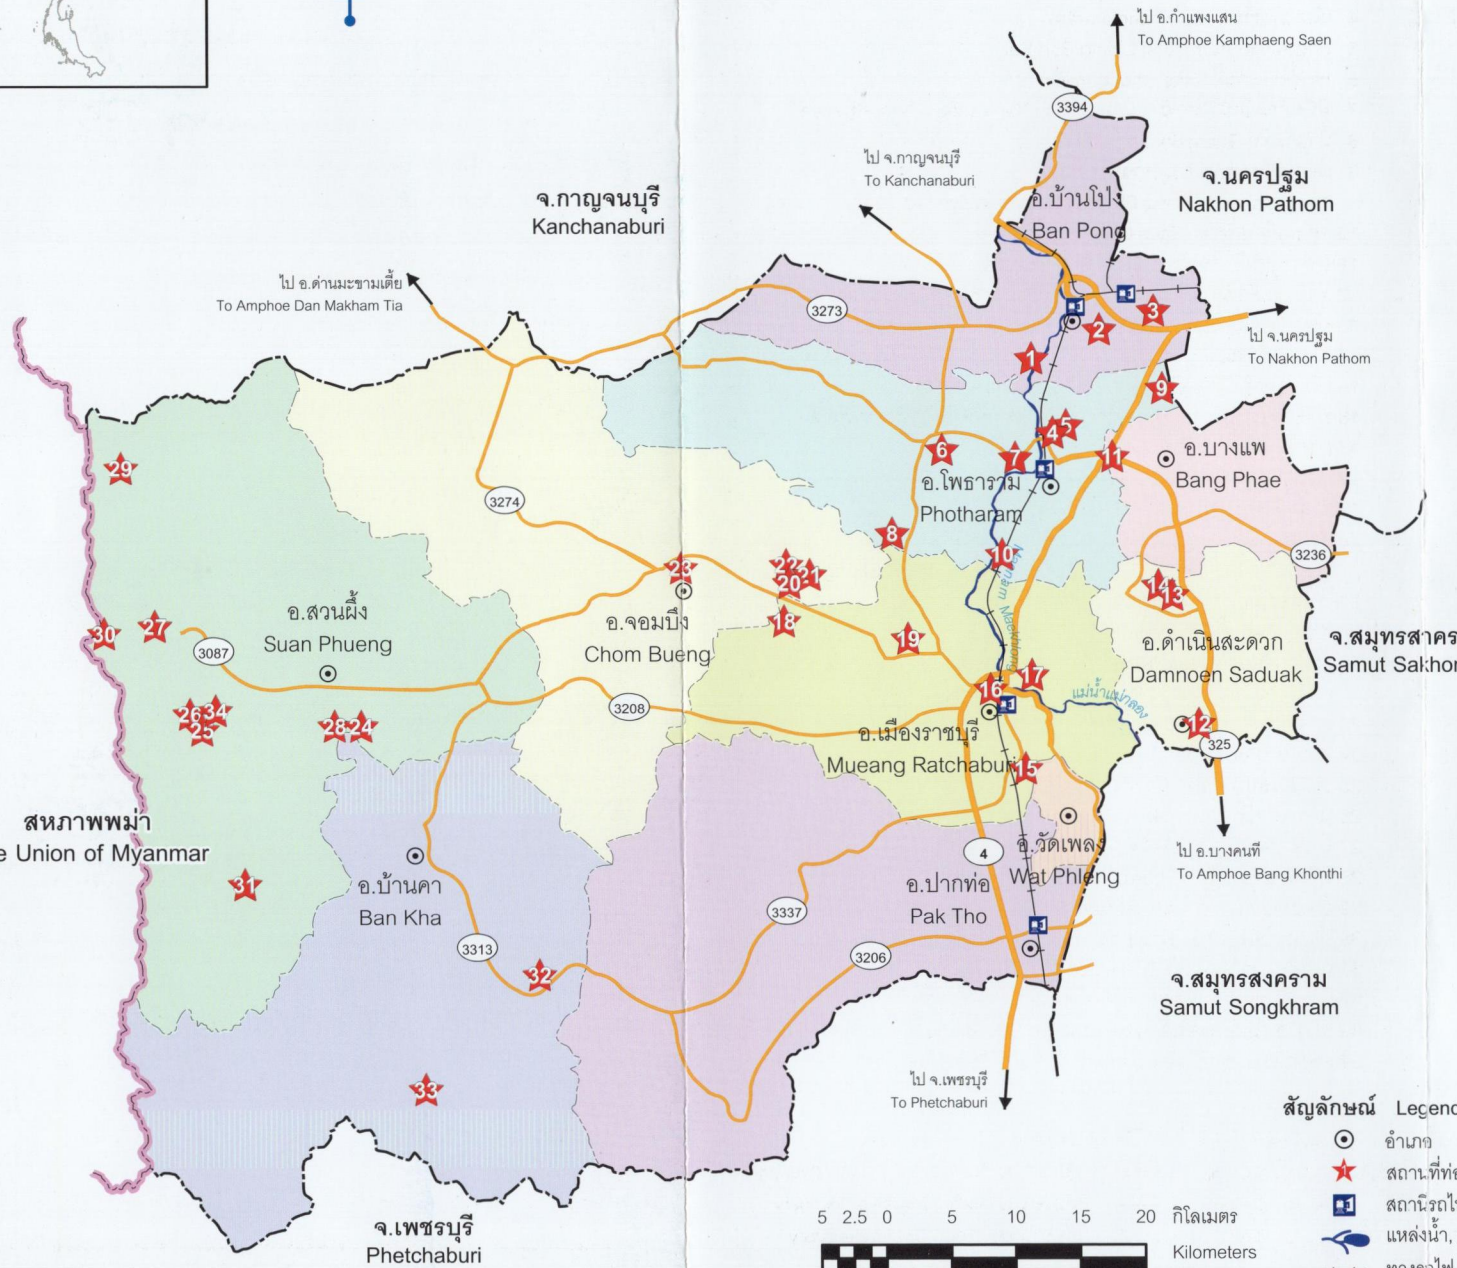 ไป อ.กำแพงแสน
To Amphoe Kamphaeng Saen
3394
ไป จ.กาญจนบุรี
To Kanchanaburi
จ.นครปฐม
Nakhon Pathom
จ.กาญจนบุรี
Kanchanaburi
อ.บ้านโป่ง
Ban Pong
ไป อ.ด่านมะขามเตี้ย
To Amphoe Dan Makham Tia
3273
3
2
1
ไป จ.นครปฐม
To Nakhon Pathom
9
5
4
6
7
11
อ.บางแพ
Bang Phae
29
อ.โพธาราม
Photharam
3274
8
10
3236
23
22
21
20
14
13
อ.สวนผึ้ง
Suan Phueng
อ.จอมบึง
Chom Bueng
18
19
30
27
3087
แม่น้ำแม่กลอง
Maenam Maeklong
อ.ดำเนินสะดวก
Damnoen Saduak
จ.สมุทรสาคร
Samut Sakhon
16
17
26
34
25
28
24
3208
12
325
อ.เมืองราชบุรี
Mueang Ratchaburi
15
สหภาพพม่า
e Union of Myanmar
4
อ.วัดเพลง
Wat Phleng
ไป อ.บางคนที
To Amphoe Bang Khonthi
31
อ.บ้านคา
Ban Kha
อ.ปากท่อ
Pak Tho
3337
3313
3206
32
จ.สมุทรสงคราม
Samut Songkhram
33
ไป จ.เพชรบุรี
To Phetchaburi
จ.เพชรบุรี
Phetchaburi
สัญลักษณ์ Legend
อำเภอ
1
5 2.5 0 5 10 15 20 กิโลเมตร
Kilometers
แหล่งน้ำ,